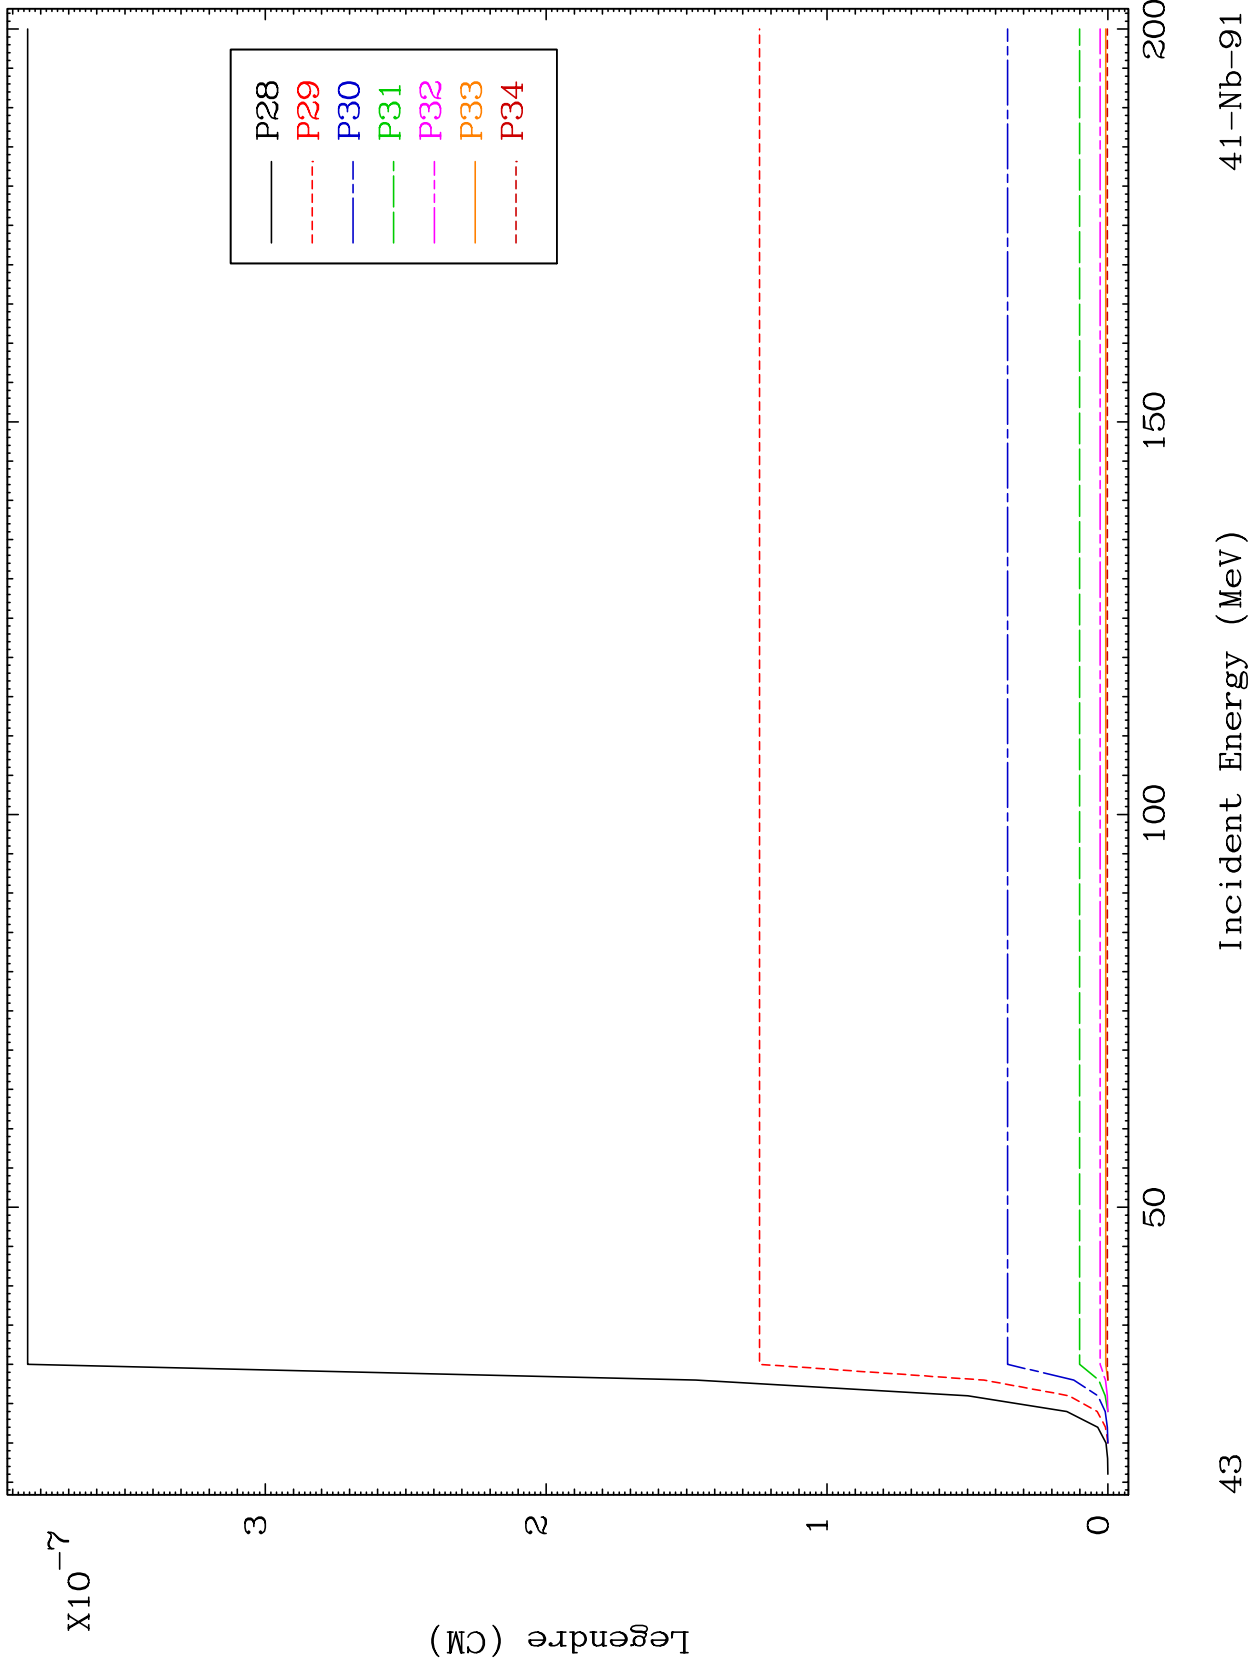 X10
-7
3
2
1
0
Legendre (CM)
P28
P29
P30
P31
P32
P33
P34
50
100
150
200
43
Incident Energy (MeV)
41-Nb-91